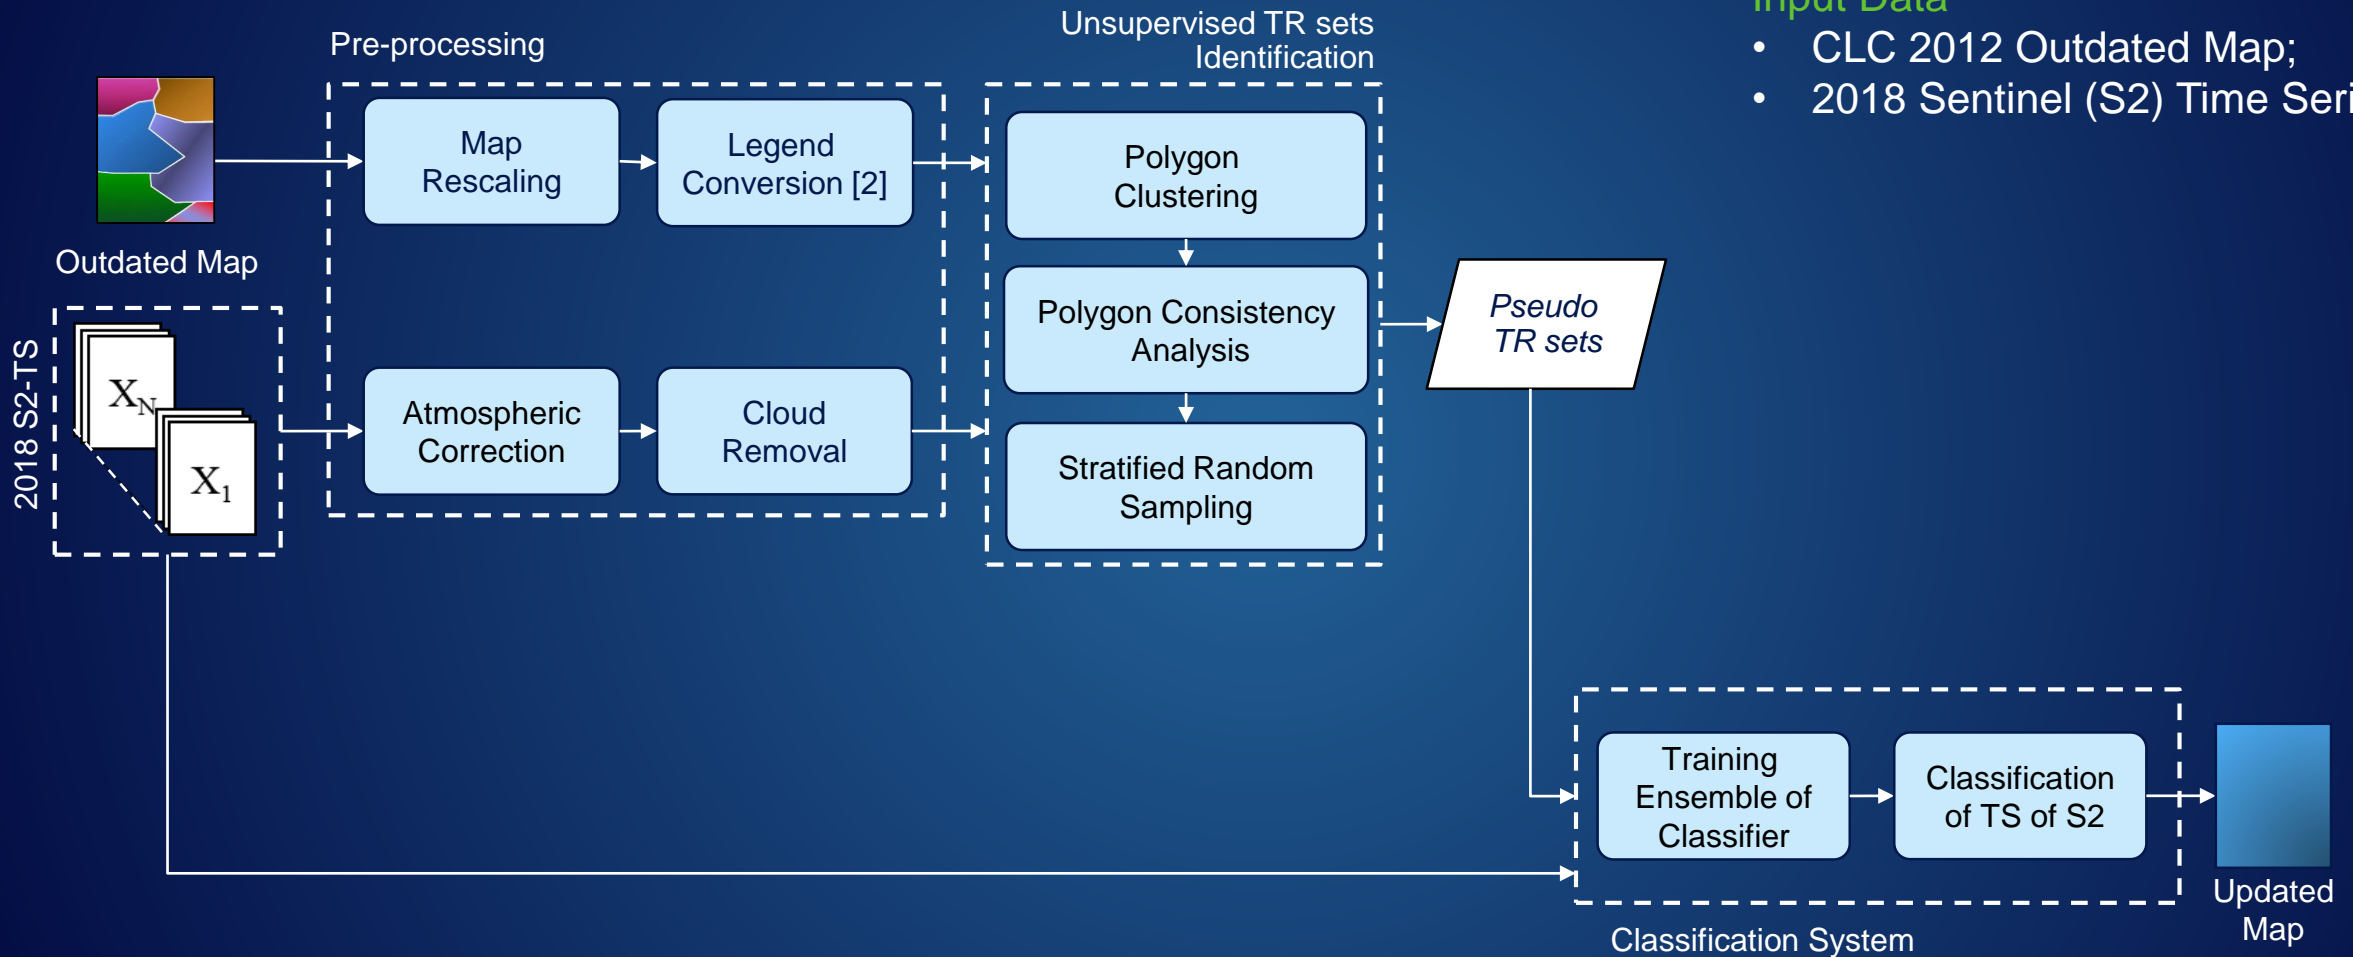 Input Data
• CLC 2012 Outdated Map;
• 2018 Sentinel (S2) Time Seri
Pre-processing
Unsupervised TR sets
Identification
Map
Rescaling
Legend
Conversion [2]
Polygon
Clustering
Outdated Map
Polygon Consistency
Analysis
Pseudo
TR sets
2018 S2-TS
X_N
X_1
Atmospheric
Correction
Cloud
Removal
Stratified Random
Sampling
Training
Ensemble of
Classifier
Classification
of TS of S2
Updated
Map
Classification System